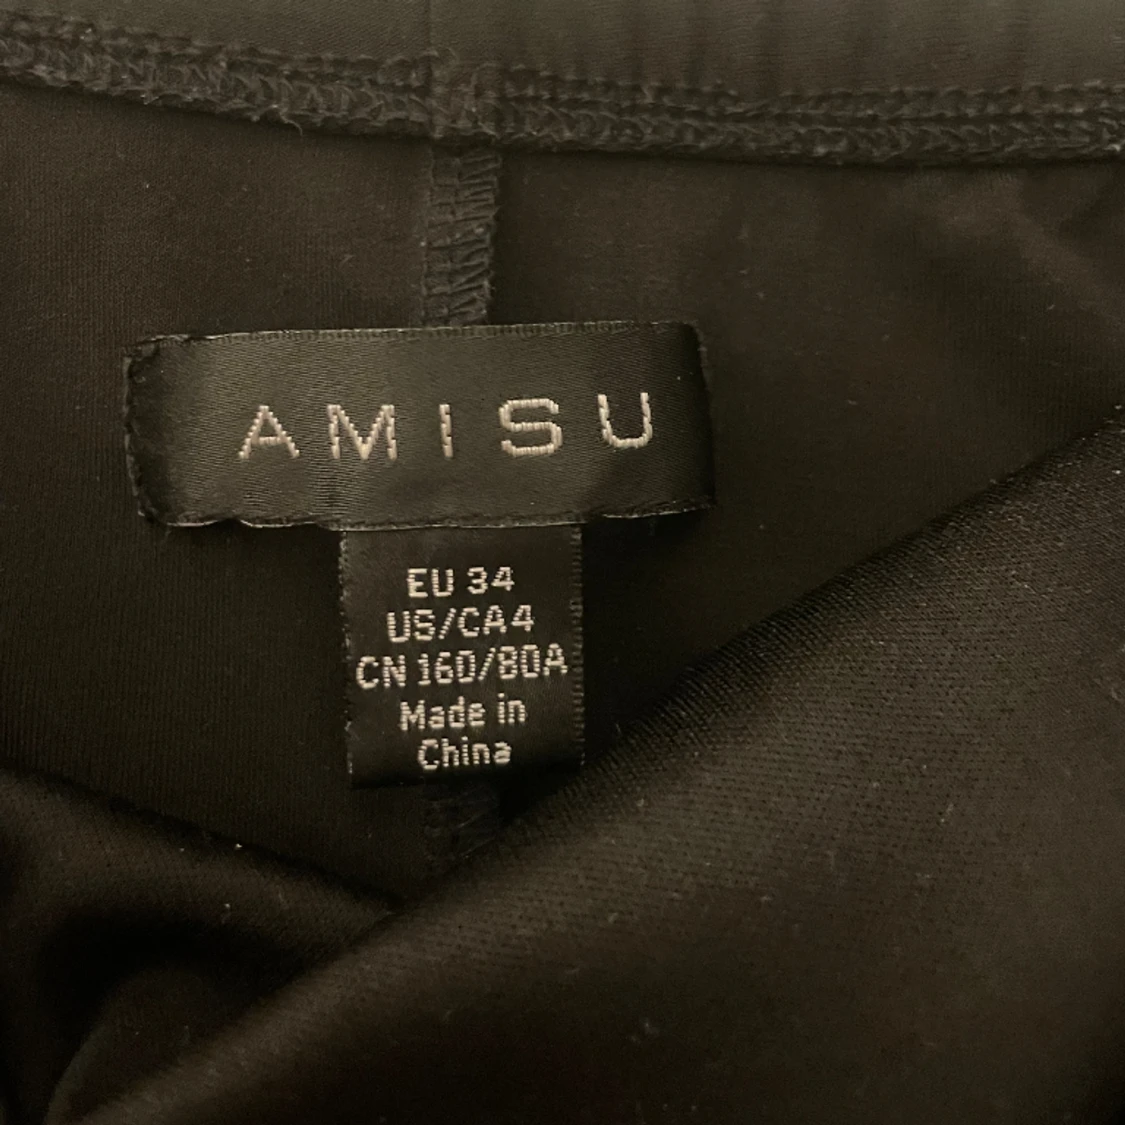 AMISU
EU 34
US/CA4
CN 160/80A
Made in
China